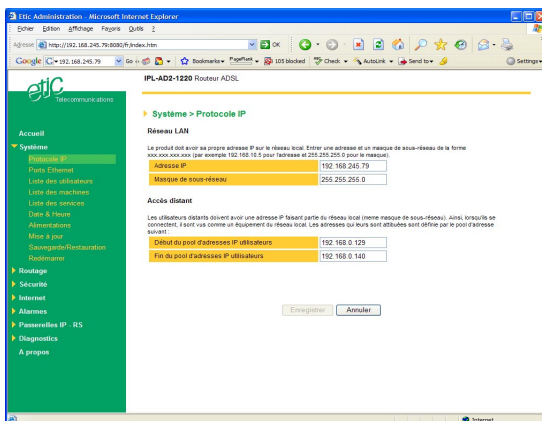 Etic Administration - Microsoft Internet Explorer
Fichier Edition Affichage Favoris Outils ?
Adresse http://192.168.245.79:8080/fr/index.htm OK
Google G 192.168.245.79 Go Bookmarks PageRank 103 blocked Check AutoLink Send to Settings
etic
Telecommunications
IPL-AD2-1220 Routeur ADSL
Système > Protocole IP
Réseau LAN
Le produit doit avoir sa propre adresse IP sur le réseau local. Entrer une adresse et un masque de sous-réseau de la forme
xxx.xxx.xxx.xxx (par exemple 192.168.10.5 pour l'adresse et 255.255.255.0 pour le masque).
Adresse IP 192.168.245.79
Masque de sous-réseau 255.255.255.0
Accès distant
Les utilisateurs distants doivent avoir une adresse IP faisant partie du réseau local (meme masque de sous-réseau). Ainsi, lorsqu'ils se
connectent, il sont vus comme un équipement du réseau local. Les adresses qui leurs sont attibuées sont définie par le pool d'adresse
suivant :
Début du pool d'adresses IP utilisateurs 192.168.0.129
Fin du pool d'adresses IP utilisateurs 192.168.0.140
Enregistrer Annuler
Accueil
Système
Protocole IP
Ports Ethernet
Liste des utilisateurs
Liste des machines
Liste des services
Date & Heure
Alimentations
Mise à jour
Sauvegarde/Restauration
Redémarrer
Routage
Sécurité
Internet
Alarmes
Passerelles IP - RS
Diagnostics
A propos
Internet